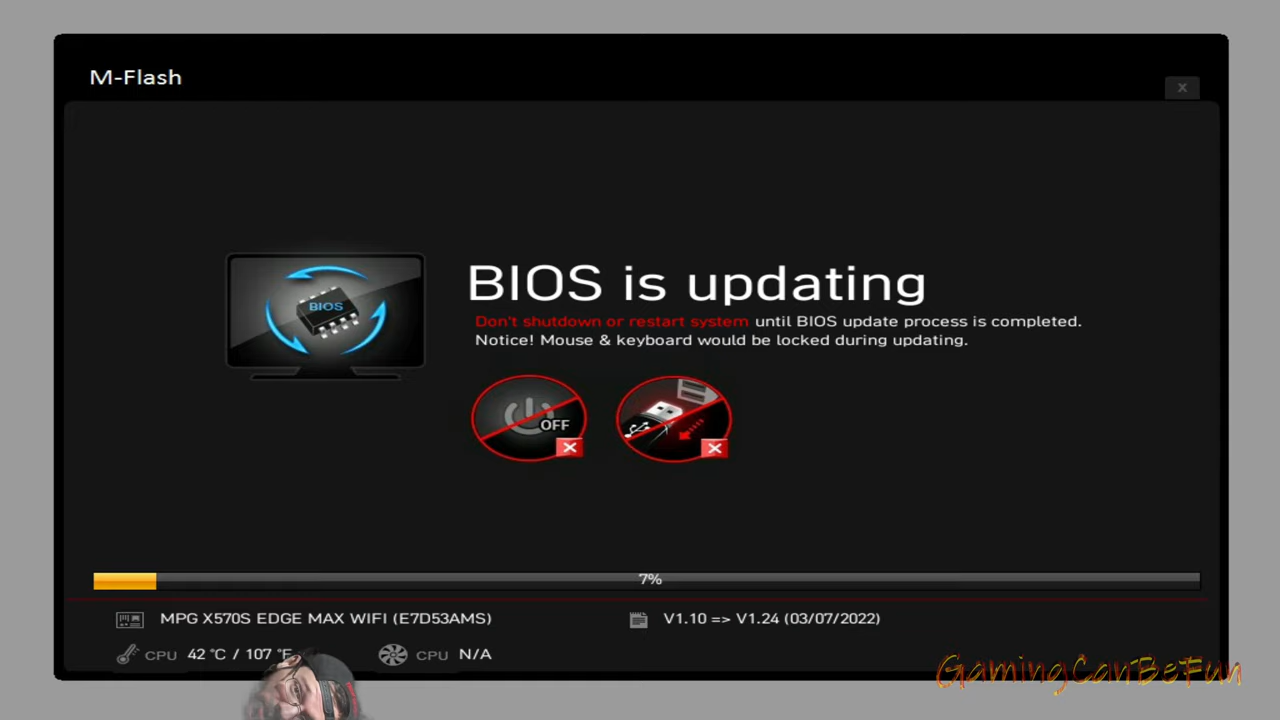 M-Flash
X
BIOS is updating
Don't shutdown or restart system until BIOS update process is completed.
Notice! Mouse & keyboard would be locked during updating.
BIOS
OFF
7%
MPG X570S EDGE MAX WIFI (E7D53AMS)
V1.10 => V1.24 (03/07/2022)
CPU 42 °C / 107 °F
CPU N/A
GamingCanBeFun